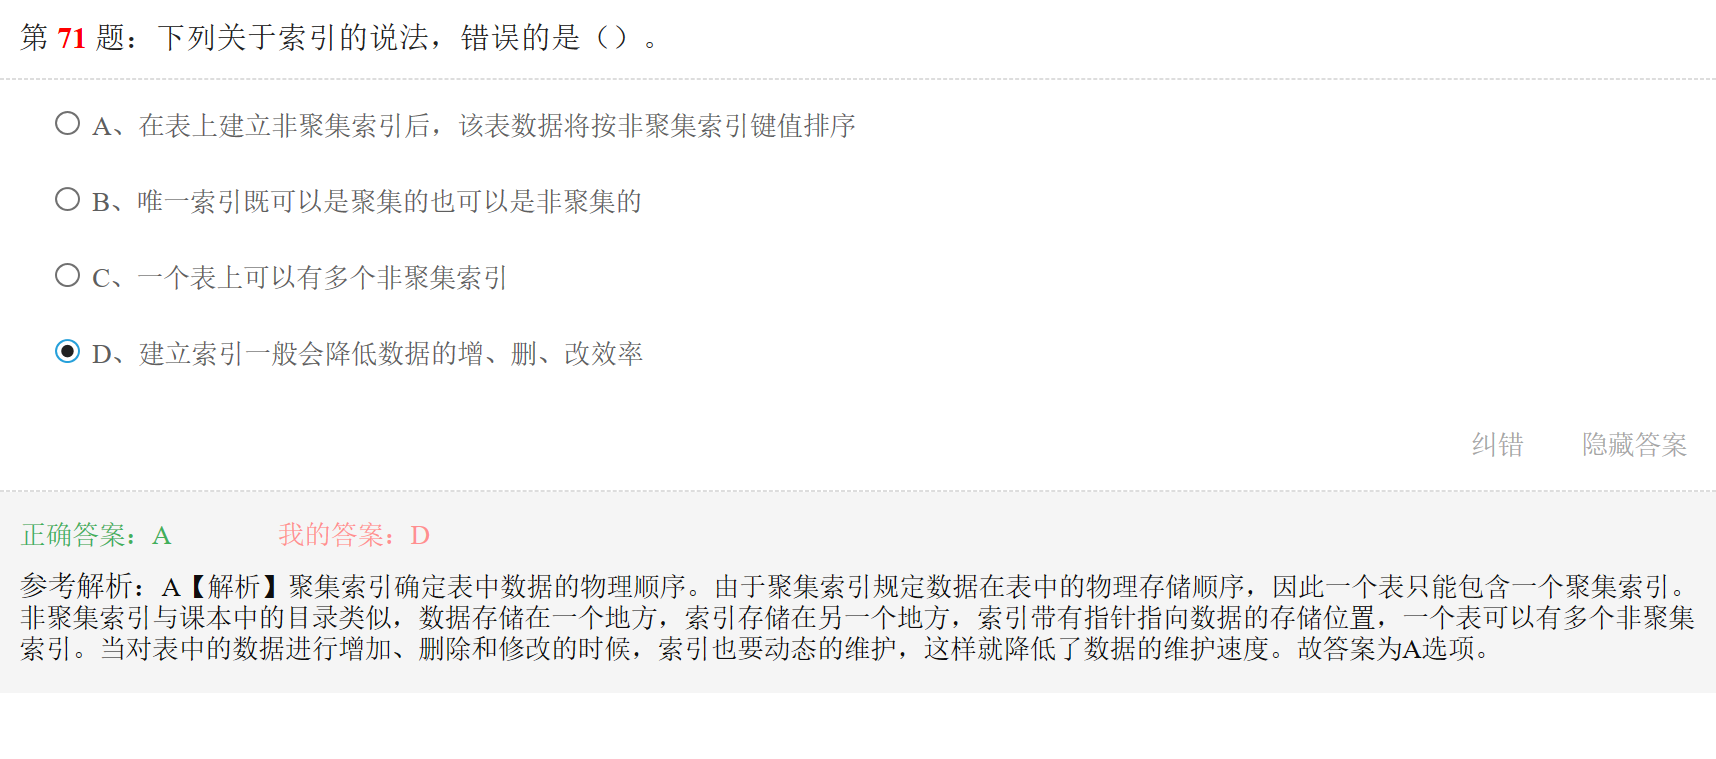 第 71 题：下列关于索引的说法，错误的是（）。
A、在表上建立非聚集索引后，该表数据将按非聚集索引键值排序
B、唯一索引既可以是聚集的也可以是非聚集的
C、一个表上可以有多个非聚集索引
D、建立索引一般会降低数据的增、删、改效率
纠错 隐藏答案
正确答案：A 我的答案：D
参考解析：A【解析】聚集索引确定表中数据的物理顺序。由于聚集索引规定数据在表中的物理存储顺序，因此一个表只能包含一个聚集索引。
非聚集索引与课本中的目录类似，数据存储在一个地方，索引存储在另一个地方，索引带有指针指向数据的存储位置，一个表可以有多个非聚集
索引。当对表中的数据进行增加、删除和修改的时候，索引也要动态的维护，这样就降低了数据的维护速度。故答案为A选项。